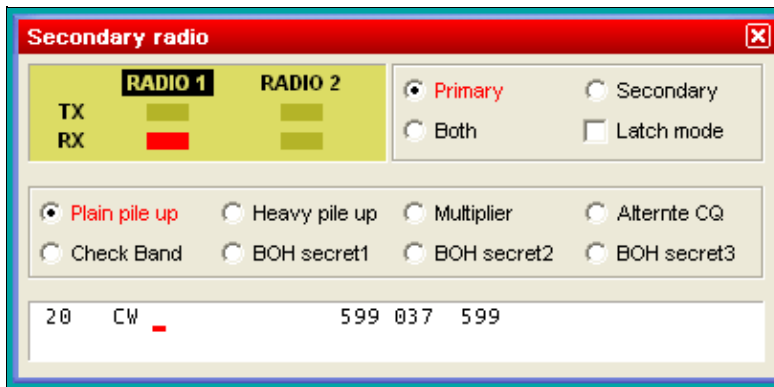 Secondary radio
RADIO 1 RADIO 2
TX
RX
Primary Secondary
Both Latch mode
Plain pile up Heavy pile up Multiplier Alternte CQ
Check Band BOH secret1 BOH secret2 BOH secret3
20 CW _ 599 037 599